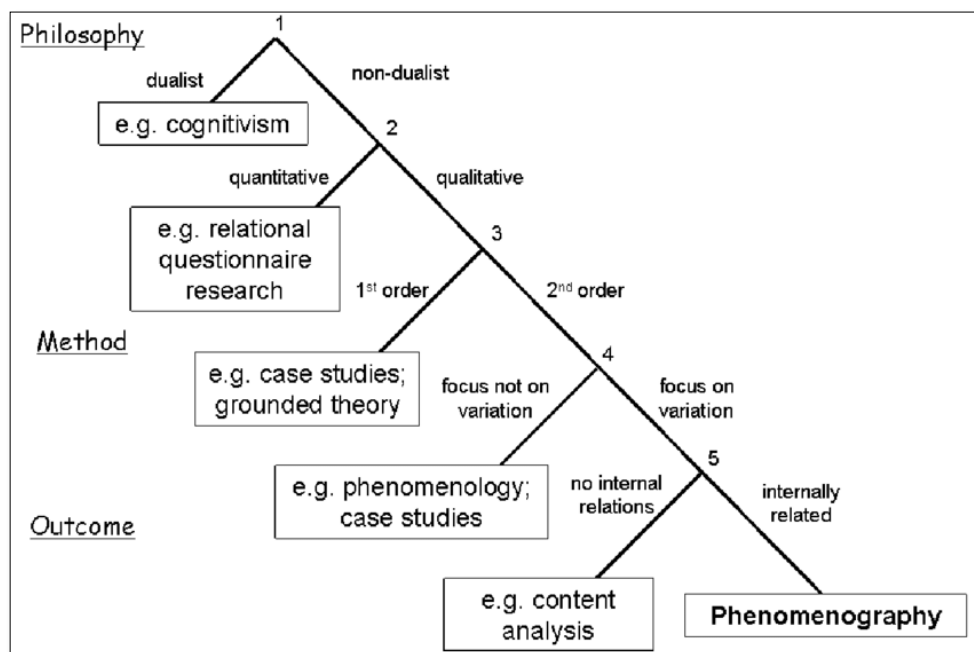 Philosophy
1
dualist
non-dualist
e.g. cognitivism
2
quantitative
qualitative
e.g. relational
questionnaire
research
3
1st order
2nd order
Method
4
e.g. case studies;
grounded theory
focus not on
variation
focus on
variation
5
e.g. phenomenology;
case studies
no internal
relations
internally
related
Outcome
e.g. content
analysis
Phenomenography